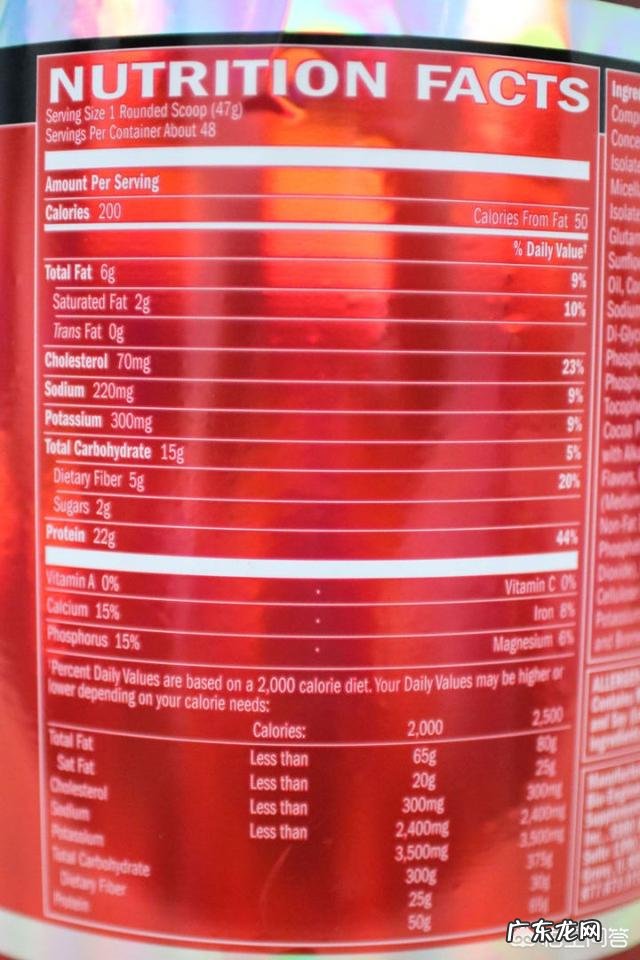 NUTRITION FACTS
Serving Size 1 Rounded Scoop (47g)
Servings Per Container About 48
Amount Per Serving
Calories 200 Calories From Fat 50
% Daily Value†
Total Fat 6g 9%
Saturated Fat 2g 10%
Trans Fat 0g
Cholesterol 70mg 23%
Sodium 220mg 9%
Potassium 300mg 9%
Total Carbohydrate 15g 5%
Dietary Fiber 5g 20%
Sugars 2g
Protein 22g 44%
Vitamin A 0% • Vitamin C 0%
Calcium 15% • Iron 8%
Phosphorus 15% • Magnesium 6%
†Percent Daily Values are based on a 2,000 calorie diet. Your Daily Values may be higher or
lower depending on your calorie needs:
Calories: 2,000 2,500
Total Fat Less than 65g 80g
Sat Fat Less than 20g 25g
Cholesterol Less than 300mg 300mg
Sodium Less than 2,400mg 2,400mg
Potassium 3,500mg 3,500mg
Total Carbohydrate 300g 375g
Dietary Fiber 25g 30g
Protein 50g
广东龙网